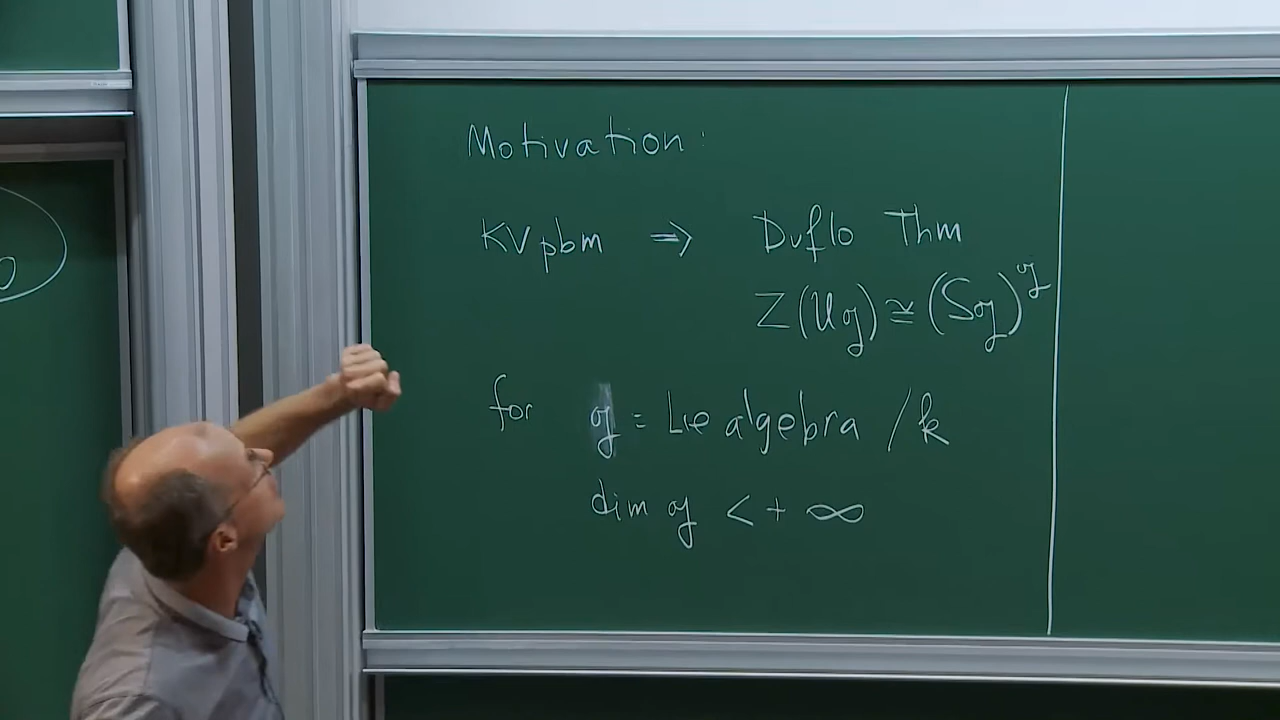 Motivation:
KV pbm ⇒ Duflo Thm
Z(U𝔤) ≅ (S𝔤)^𝔤
for 𝔤 = Lie algebra / k
dim 𝔤 < + ∞